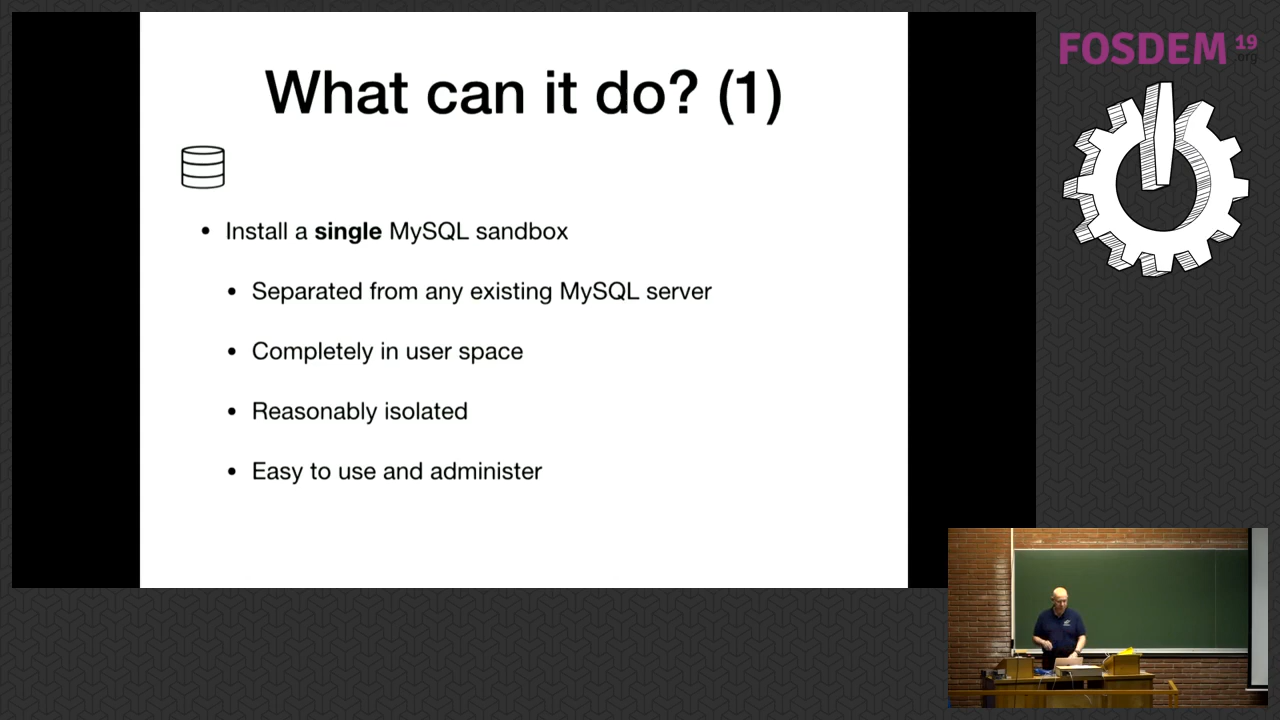 What can it do? (1)
• Install a single MySQL sandbox
• Separated from any existing MySQL server
• Completely in user space
• Reasonably isolated
• Easy to use and administer
FOSDEM 19
.org